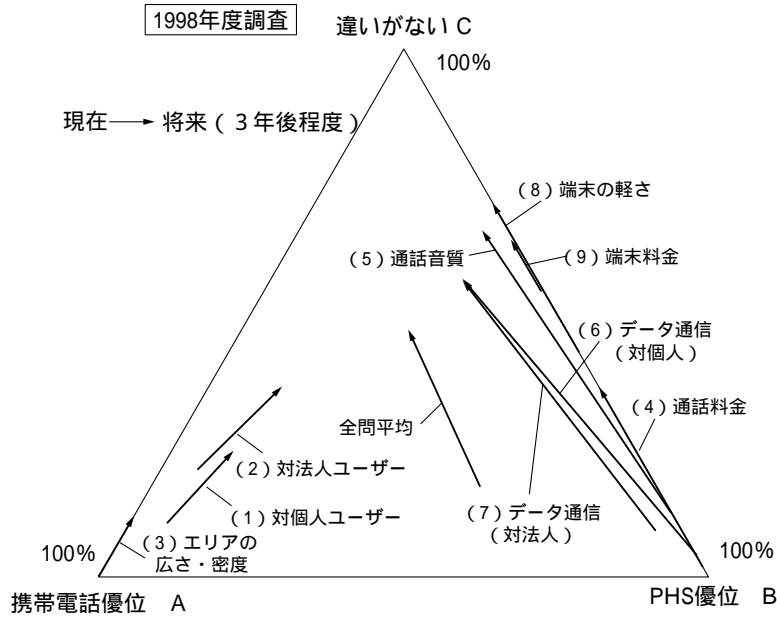 1998年度調査
違いがない C
100%
現在 → 将来 ( 3 年後程度 )
( 8 ) 端末の軽さ
( 5 ) 通話音質
( 9 ) 端末料金
( 6 ) データ通信
( 対個人 )
( 4 ) 通話料金
全問平均
( 2 ) 対法人ユーザー
( 1 ) 対個人ユーザー
( 7 ) データ通信
( 対法人 )
( 3 ) エリアの
広さ・密度
100%
100%
携帯電話優位 A
PHS優位 B